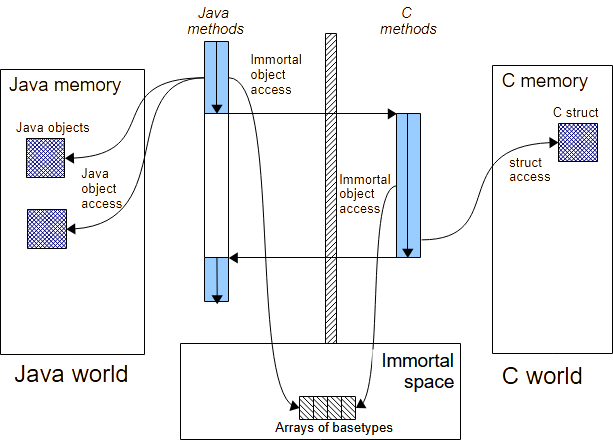 Java
methods
C
methods
Immortal
object
access
Java memory
C memory
Java objects
C struct
Java
object
access
Immortal
object
access
struct
access
Java world
Immortal
space
C world
Arrays of basetypes